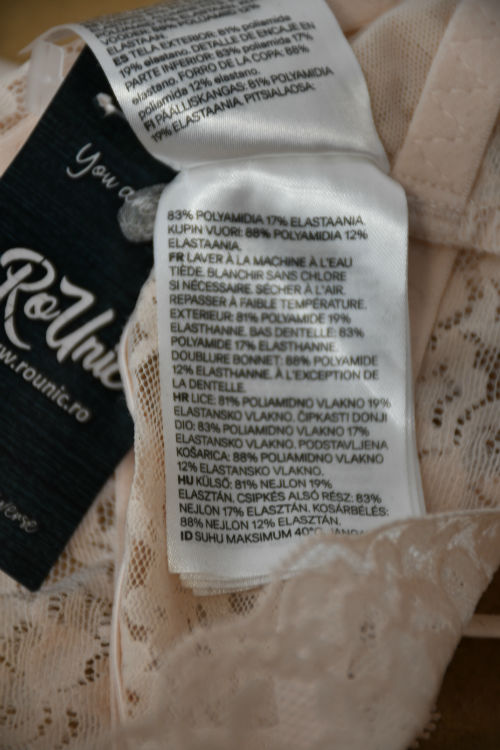 ELASTAAN.
ES TELA EXTERIOR: 81% poliamida
19% elastano. DETALLE DE ENCAJE EN
PARTE INFERIOR: 83% poliamida 17%
elastano. FORRO DE LA COPA: 88%
poliamida 12% elastano.
FI PÄÄLLISKANGAS: 81% POLYAMIDIA
19% ELASTAANIA. PITSIALAOSA:
83% POLYAMIDIA 17% ELASTAANIA.
KUPIN VUORI: 88% POLYAMIDIA 12%
ELASTAANIA.
FR LAVER À LA MACHINE À L'EAU
TIÈDE. BLANCHIR SANS CHLORE
SI NÉCESSAIRE. SÉCHER À L'AIR.
REPASSER À FAIBLE TEMPÉRATURE.
EXTERIEUR: 81% POLYAMIDE 19%
ELASTHANNE. BAS DENTELLE: 83%
POLYAMIDE 17% ELASTHANNE.
DOUBLURE BONNET: 88% POLYAMIDE
12% ELASTHANNE. À L'EXCEPTION DE
LA DENTELLE.
HR LICE: 81% POLIAMIDNO VLAKNO 19%
ELASTANSKO VLAKNO. ČIPKASTI DONJI
DIO: 83% POLIAMIDNO VLAKNO 17%
ELASTANSKO VLAKNO. PODSTAVLJENA
KOŠARICA: 88% POLIAMIDNO VLAKNO
12% ELASTANSKO VLAKNO.
HU KÜLSŐ: 81% NEJLON 19%
ELASZTÁN. CSIPKÉS ALSÓ RÉSZ: 83%
NEJLON 17% ELASZTÁN. KOSÁRBÉLÉS:
88% NEJLON 12% ELASZTÁN.
ID SUHU MAKSIMUM 40°C.
You
RoUnic
www.rounic.ro